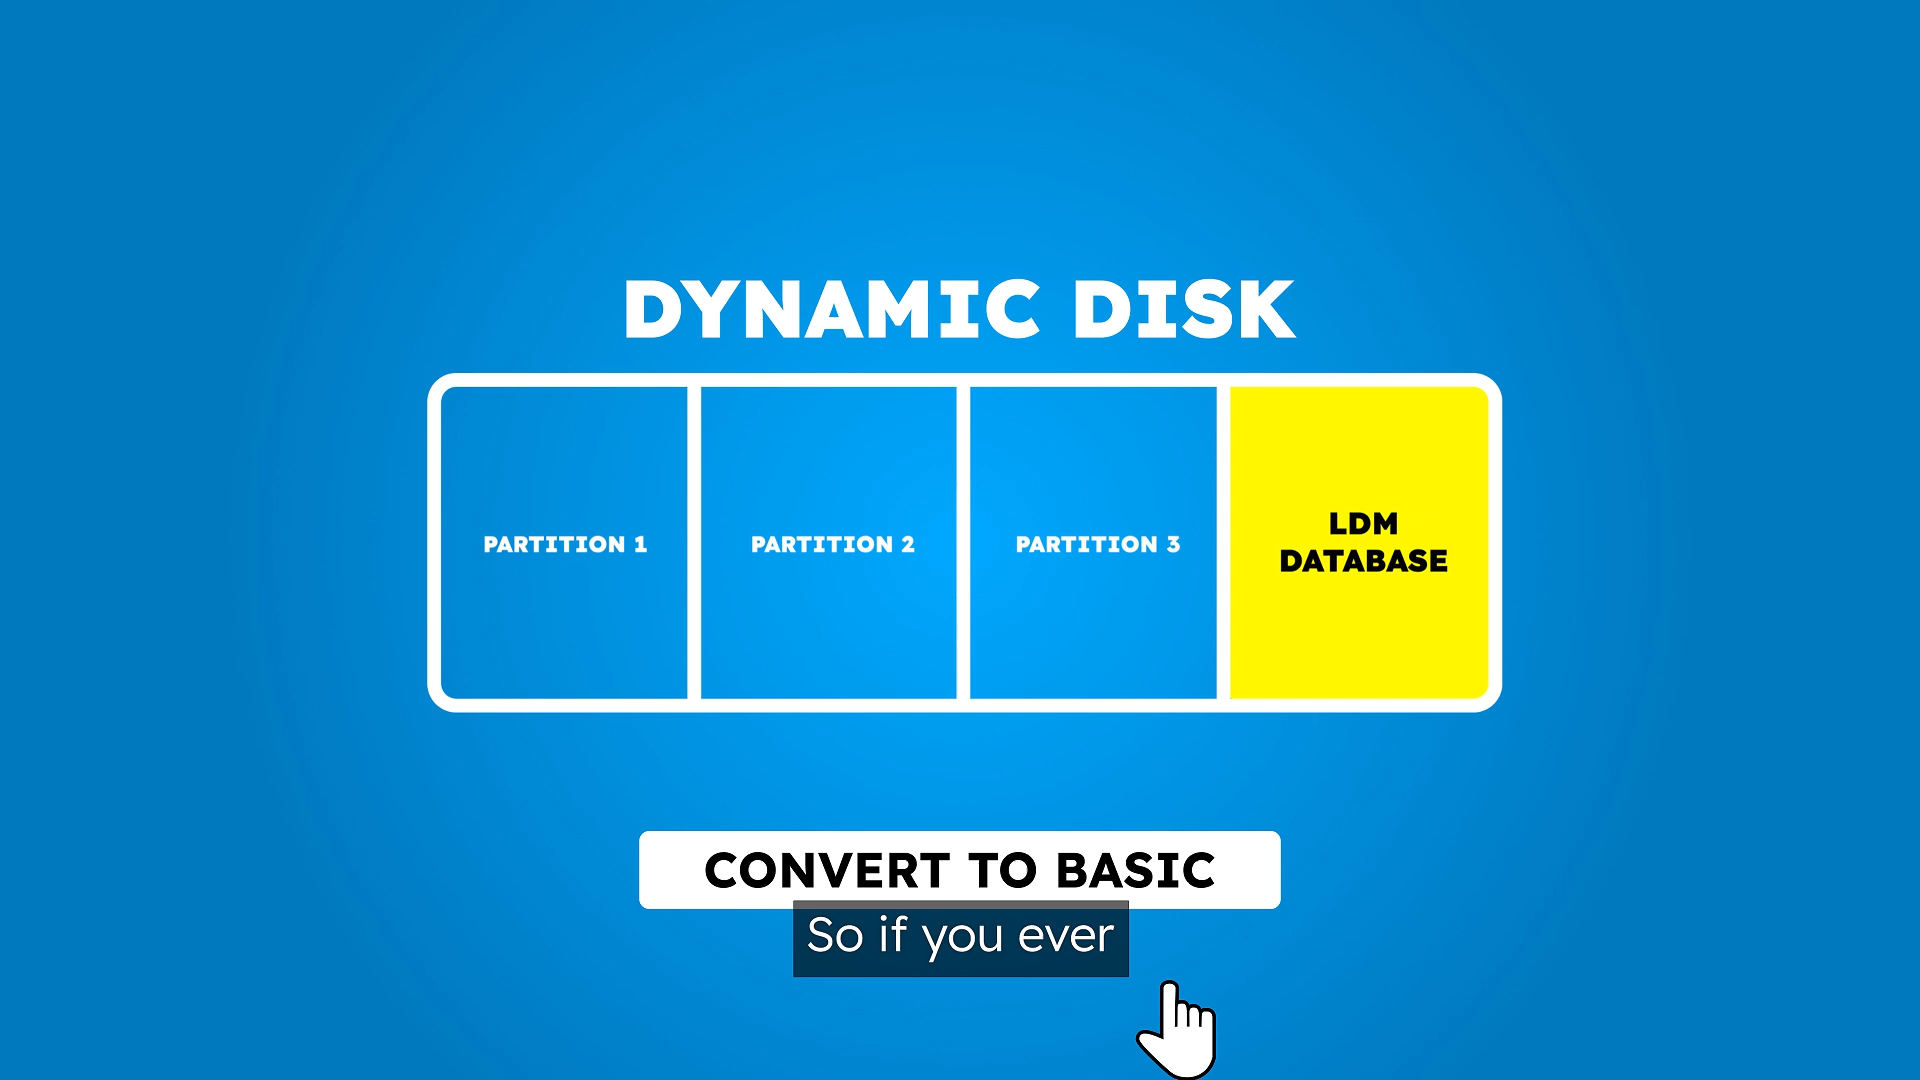 DYNAMIC DISK
PARTITION 1
PARTITION 2
PARTITION 3
LDM
DATABASE
CONVERT TO BASIC
So if you ever